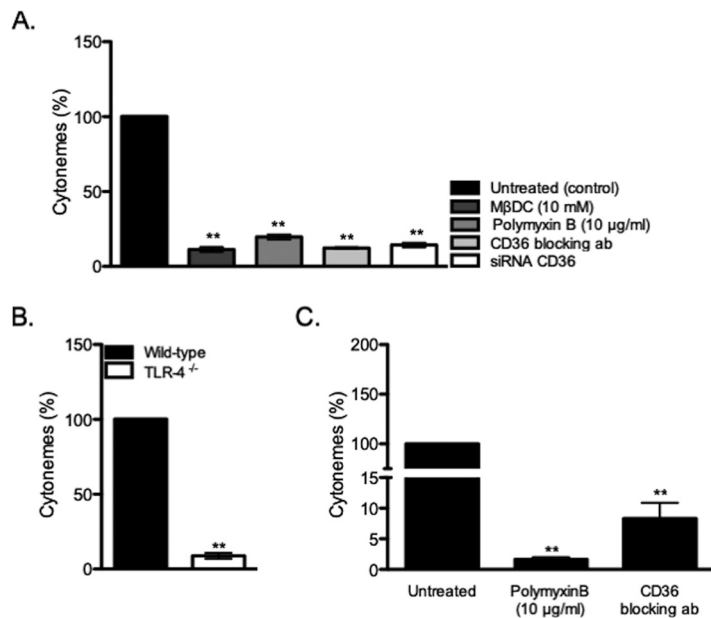 A.
150
100
50
0
Cytonemes (%)
**
**
**
**
Untreated (control)
MβDC (10 mM)
Polymyxin B (10 µg/ml)
CD36 blocking ab
siRNA CD36
B.
150
100
50
0
Cytonemes (%)
Wild-type
TLR-4 -/-
**
C.
200
150
100
15
10
5
0
Cytonemes (%)
**
**
Untreated
PolymyxinB
(10 µg/ml)
CD36
blocking ab